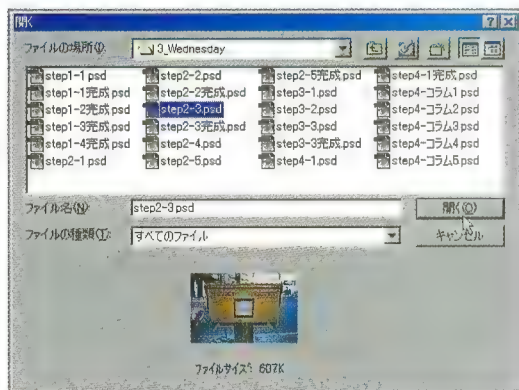 開く
ファイルの場所(I): 3_Wednesday
step1-1.psd step2-2.psd step2-5完成.psd step4-1完成.psd
step1-1完成.psd step2-2完成.psd step3-1.psd step4-コラム1.psd
step1-2完成.psd step2-3.psd step3-2.psd step4-コラム2.psd
step1-3完成.psd step2-3完成.psd step3-3.psd step4-コラム3.psd
step1-4完成.psd step2-4.psd step3-3完成.psd step4-コラム4.psd
step2-1.psd step2-5.psd step4-1.psd step4-コラム5.psd
ファイル名(N): step2-3.psd 開く(O)
ファイルの種類(T): すべてのファイル キャンセル
ファイルサイズ: 607K